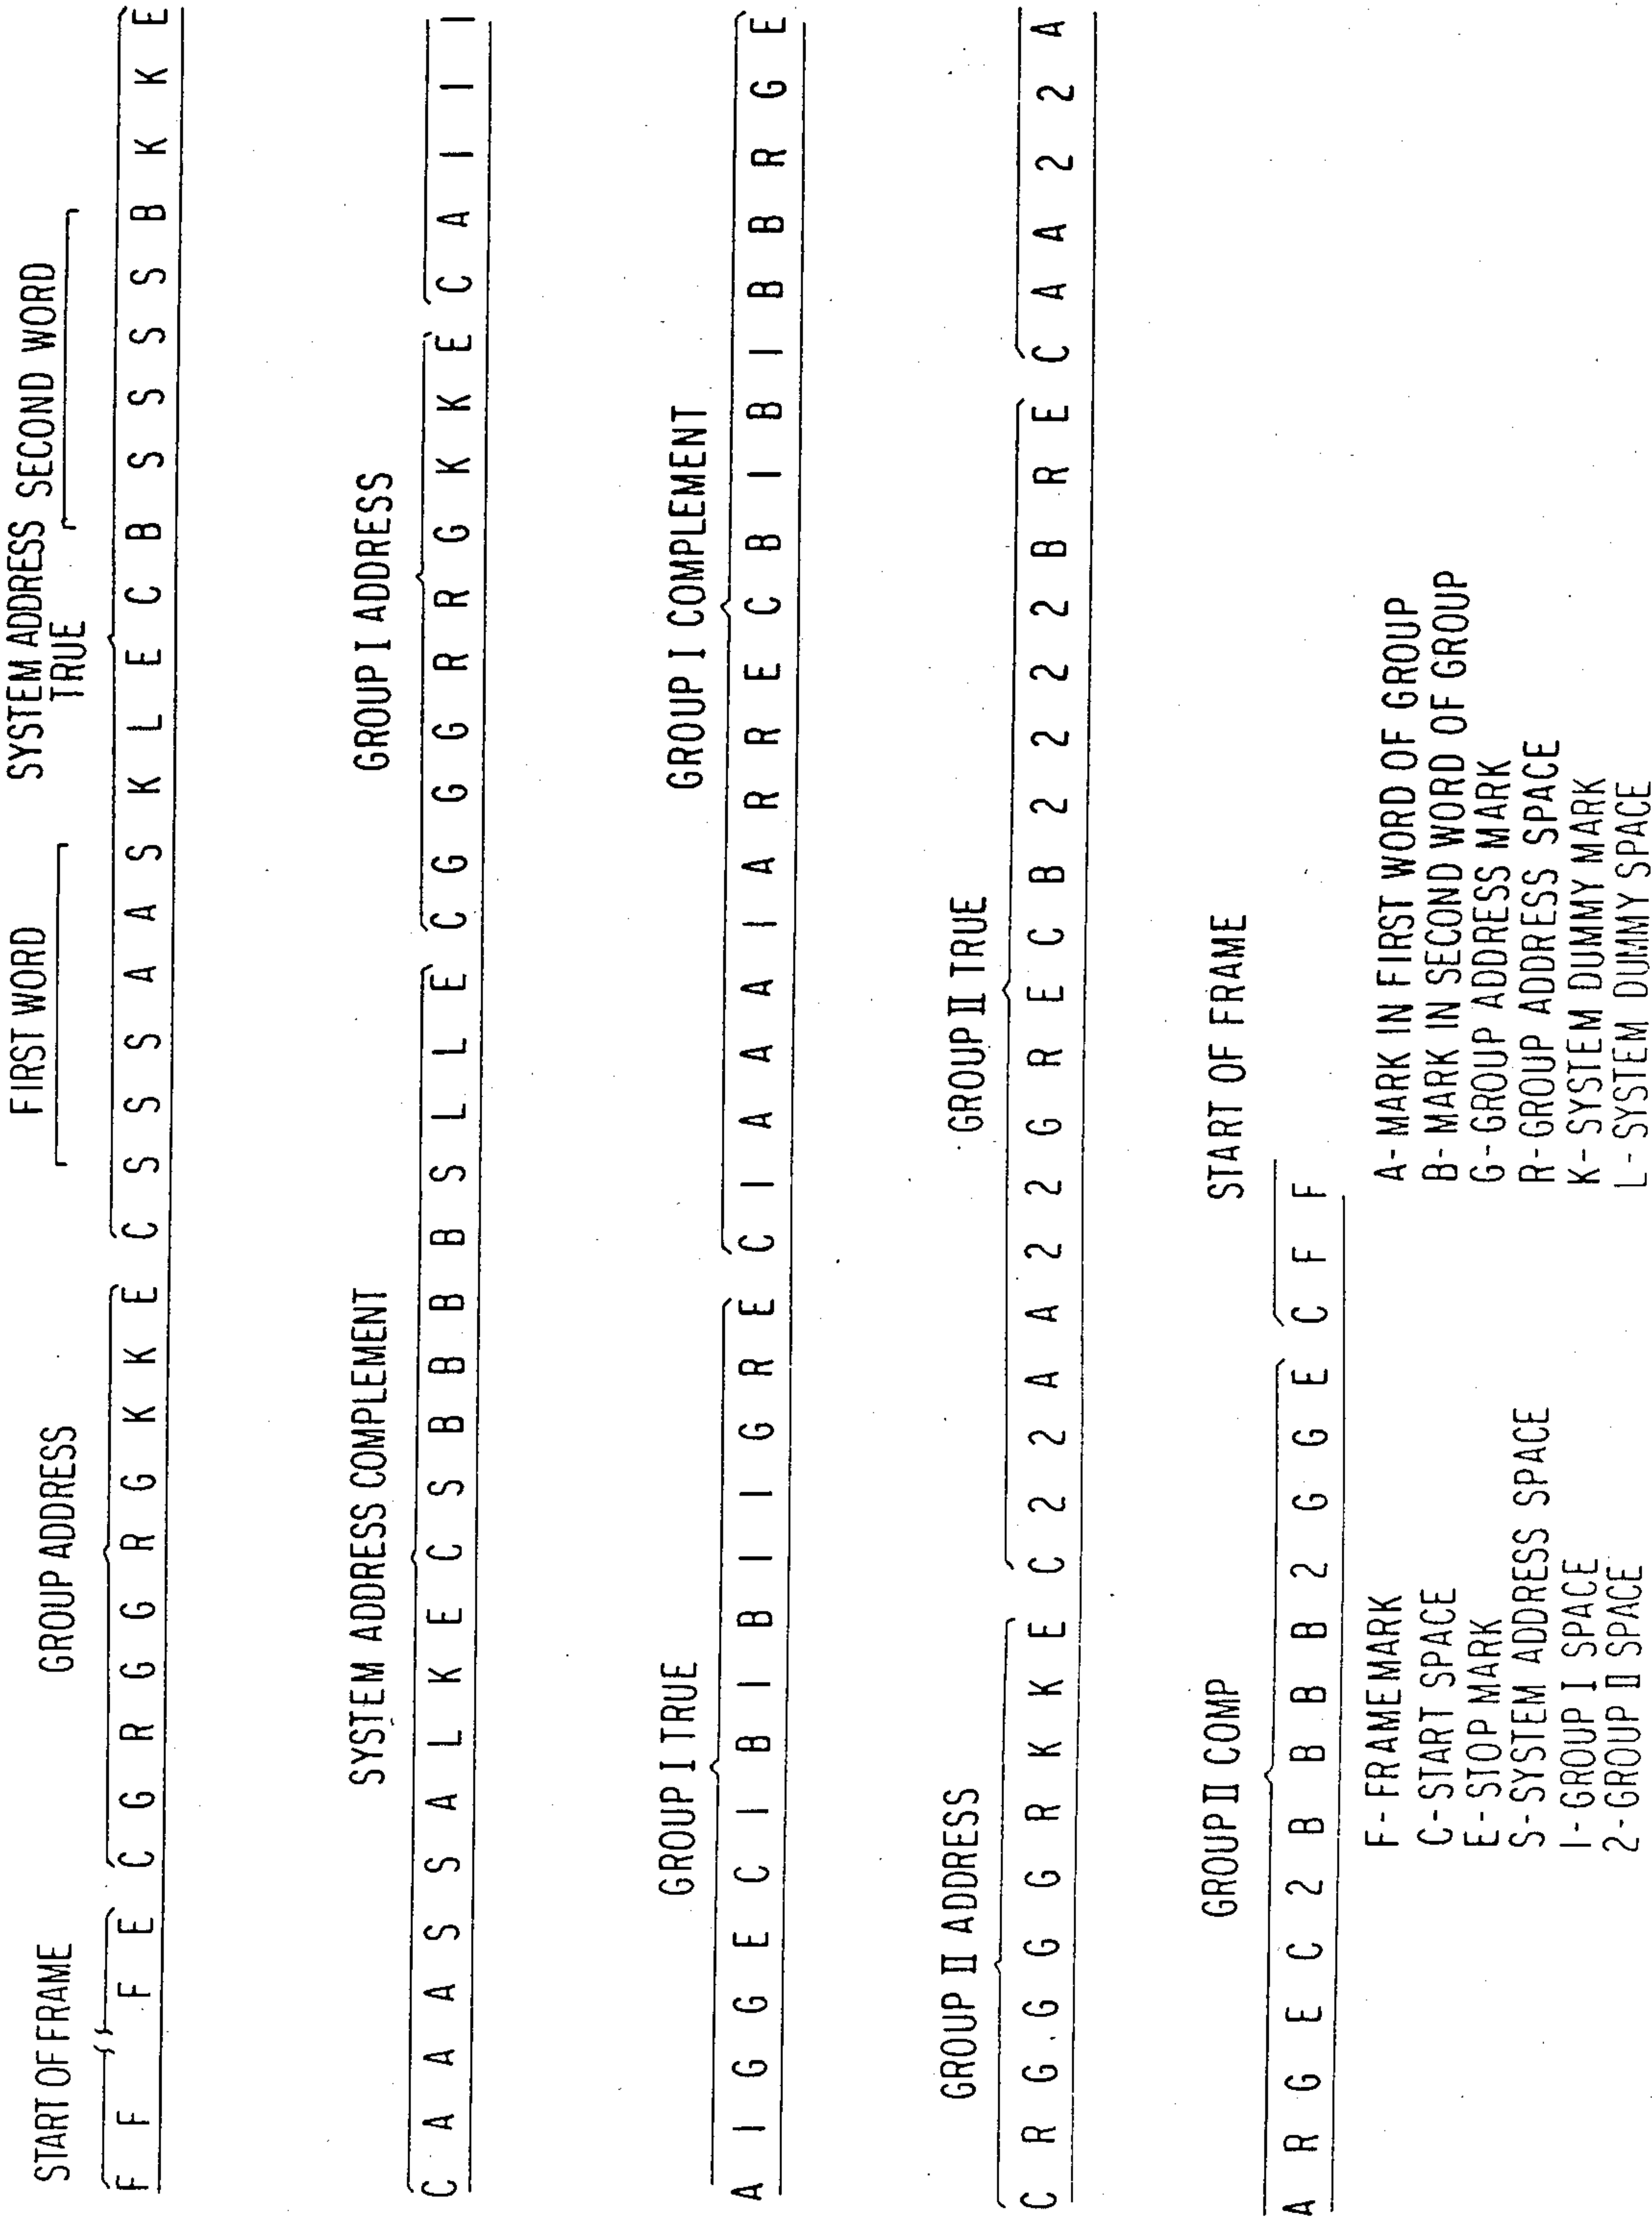 START OF FRAME GROUP ADDRESS FIRST WORD SYSTEM ADDRESS TRUE SECOND WORD
F F F E C G R G G R G K K E C S S S A A S K L E C B S S S S B K K E
SYSTEM ADDRESS COMPLEMENT GROUP I ADDRESS
C A A A S S A L K E C S B B B B S L L E C G G G R R G K K E C A I I I
GROUP I TRUE GROUP I COMPLEMENT
A I G G E C I B I B I I G R E C I A A A I A R R E C B I B I B B R G E
GROUP II ADDRESS GROUP II TRUE
C R G G G G R K K E C 2 2 A A 2 2 G R E C B 2 2 2 2 B R E C A A 2 2 A
GROUP II COMP START OF FRAME
A R G E C 2 B B B B 2 G G E C F F
F - FRAME MARK
C - START SPACE
E - STOP MARK
S - SYSTEM ADDRESS SPACE
I - GROUP I SPACE
2 - GROUP II SPACE
A - MARK IN FIRST WORD OF GROUP
B - MARK IN SECOND WORD OF GROUP
G - GROUP ADDRESS MARK
R - GROUP ADDRESS SPACE
K - SYSTEM DUMMY MARK
L - SYSTEM DUMMY SPACE